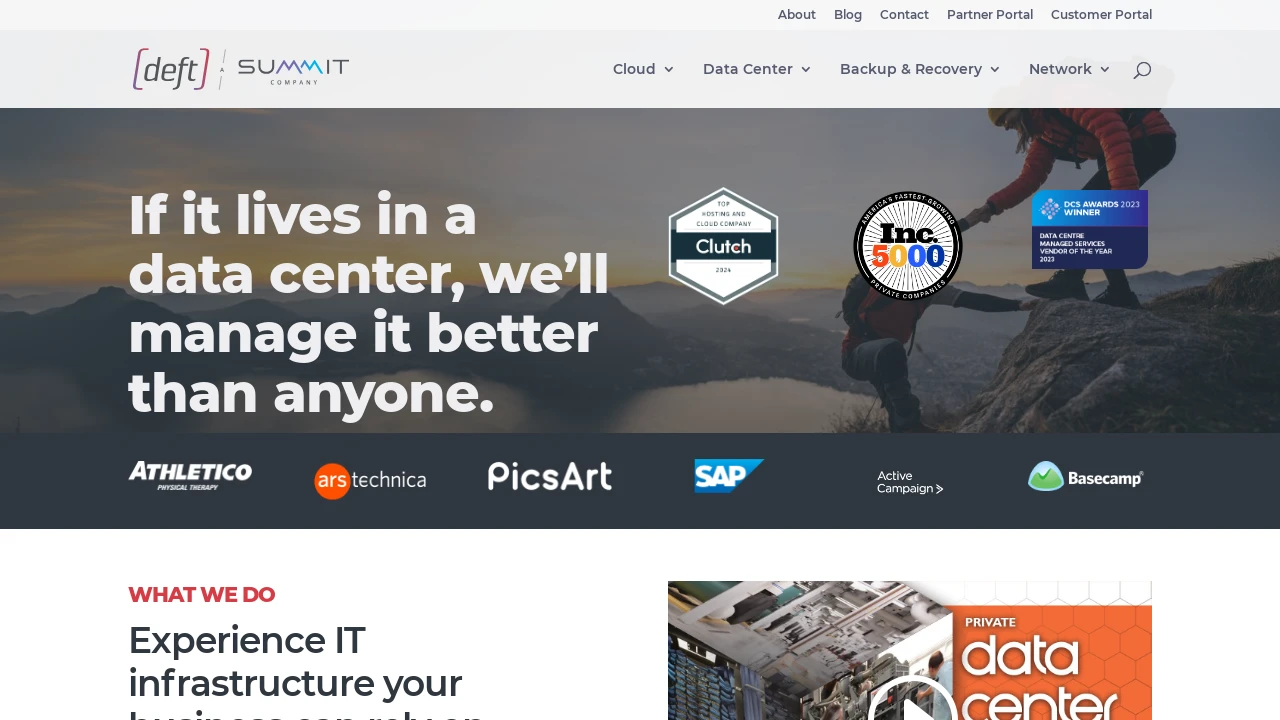 About Blog Contact Partner Portal Customer Portal
[deft] A SUMMIT COMPANY
Cloud Data Center Backup & Recovery Network
If it lives in a
data center, we’ll
manage it better
than anyone.
TOP
HOSTING AND
CLOUD COMPANY
Clutch
2024
AMERICA'S FASTEST GROWING
Inc.
5000
PRIVATE COMPANIES
DCS AWARDS 2023
WINNER
DATA CENTRE
MANAGED SERVICES
VENDOR OF THE YEAR
2023
ATHLETICO
PHYSICAL THERAPY
ars technica
PicsArt
SAP
Active
Campaign >
Basecamp®
WHAT WE DO
Experience IT
infrastructure your
business can rely on
PRIVATE
data
center